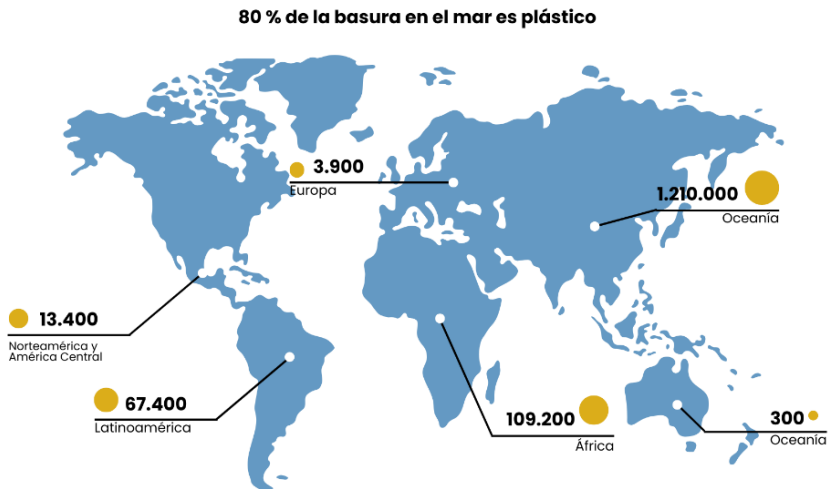 80 % de la basura en el mar es plástico
3.900
Europa
1.210.000
Oceanía
13.400
Norteamérica y
América Central
67.400
Latinoamérica
109.200
África
300
Oceanía